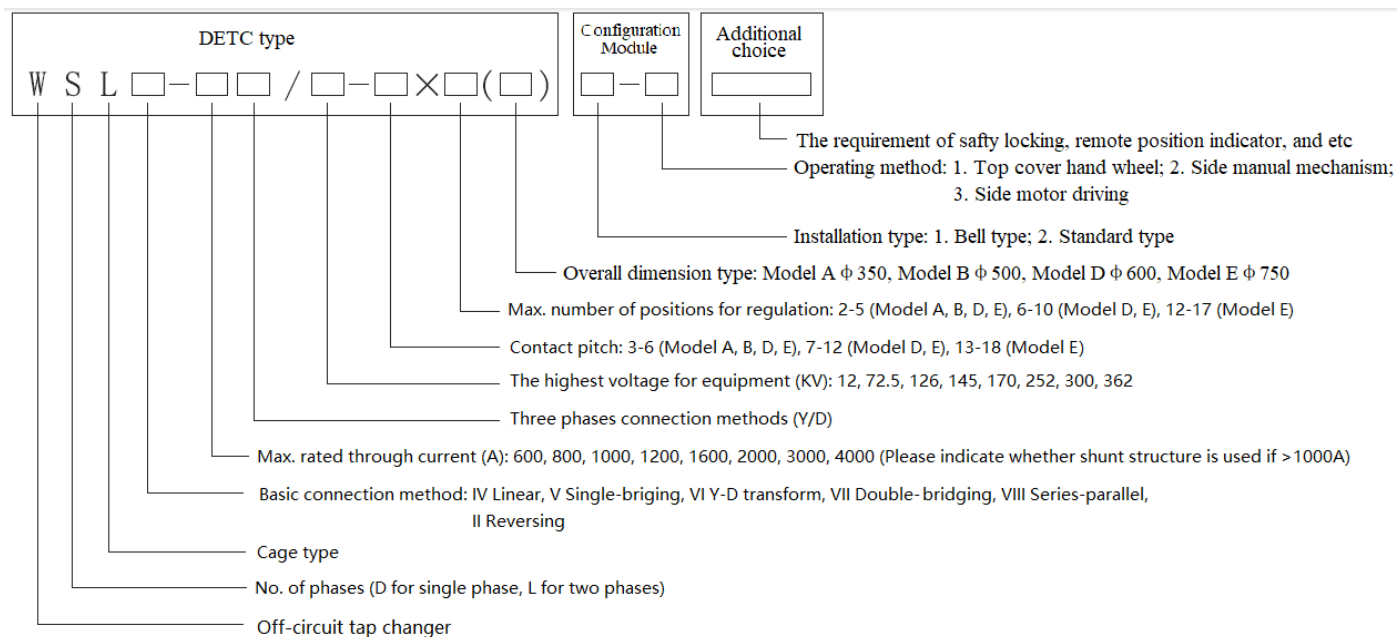 DETC type
Configuration
Module
Additional
choice
W S L □-□□/□-□×□(□)
□-□
The requirement of safty locking, remote position indicator, and etc
Operating method: 1. Top cover hand wheel; 2. Side manual mechanism;
3. Side motor driving
Installation type: 1. Bell type; 2. Standard type
Overall dimension type: Model A ф 350, Model B ф 500, Model D ф 600, Model E ф 750
Max. number of positions for regulation: 2-5 (Model A, B, D, E), 6-10 (Model D, E), 12-17 (Model E)
Contact pitch: 3-6 (Model A, B, D, E), 7-12 (Model D, E), 13-18 (Model E)
The highest voltage for equipment (KV): 12, 72.5, 126, 145, 170, 252, 300, 362
Three phases connection methods (Y/D)
Max. rated through current (A): 600, 800, 1000, 1200, 1600, 2000, 3000, 4000 (Please indicate whether shunt structure is used if >1000A)
Basic connection method: IV Linear, V Single-briging, VI Y-D transform, VII Double-bridging, VIII Series-parallel,
II Reversing
Cage type
No. of phases (D for single phase, L for two phases)
Off-circuit tap changer